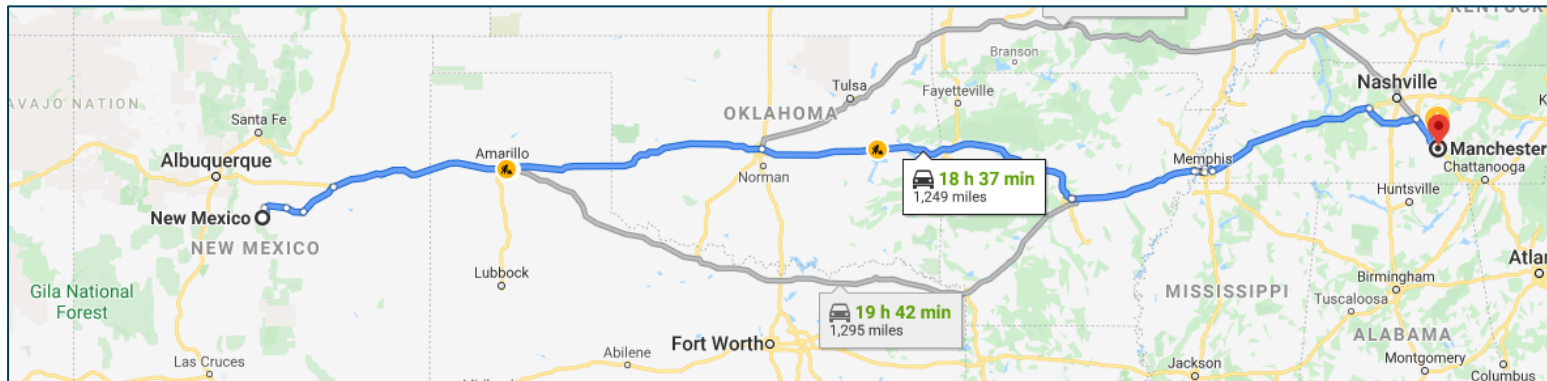 KENTUCK
Branson
AVAJO NATION
Tulsa
Fayetteville
Nashville
OKLAHOMA
Santa Fe
Albuquerque
Amarillo
Memphis
Manchester
Norman
Chattanooga
18 h 37 min
1,249 miles
Huntsville
New Mexico
NEW MEXICO
Atlan
Lubbock
Birmingham
Gila National
Forest
MISSISSIPPI
Tuscaloosa
19 h 42 min
1,295 miles
ALABAMA
Fort Worth
Abilene
Las Cruces
Jackson
Montgomery
Columbus